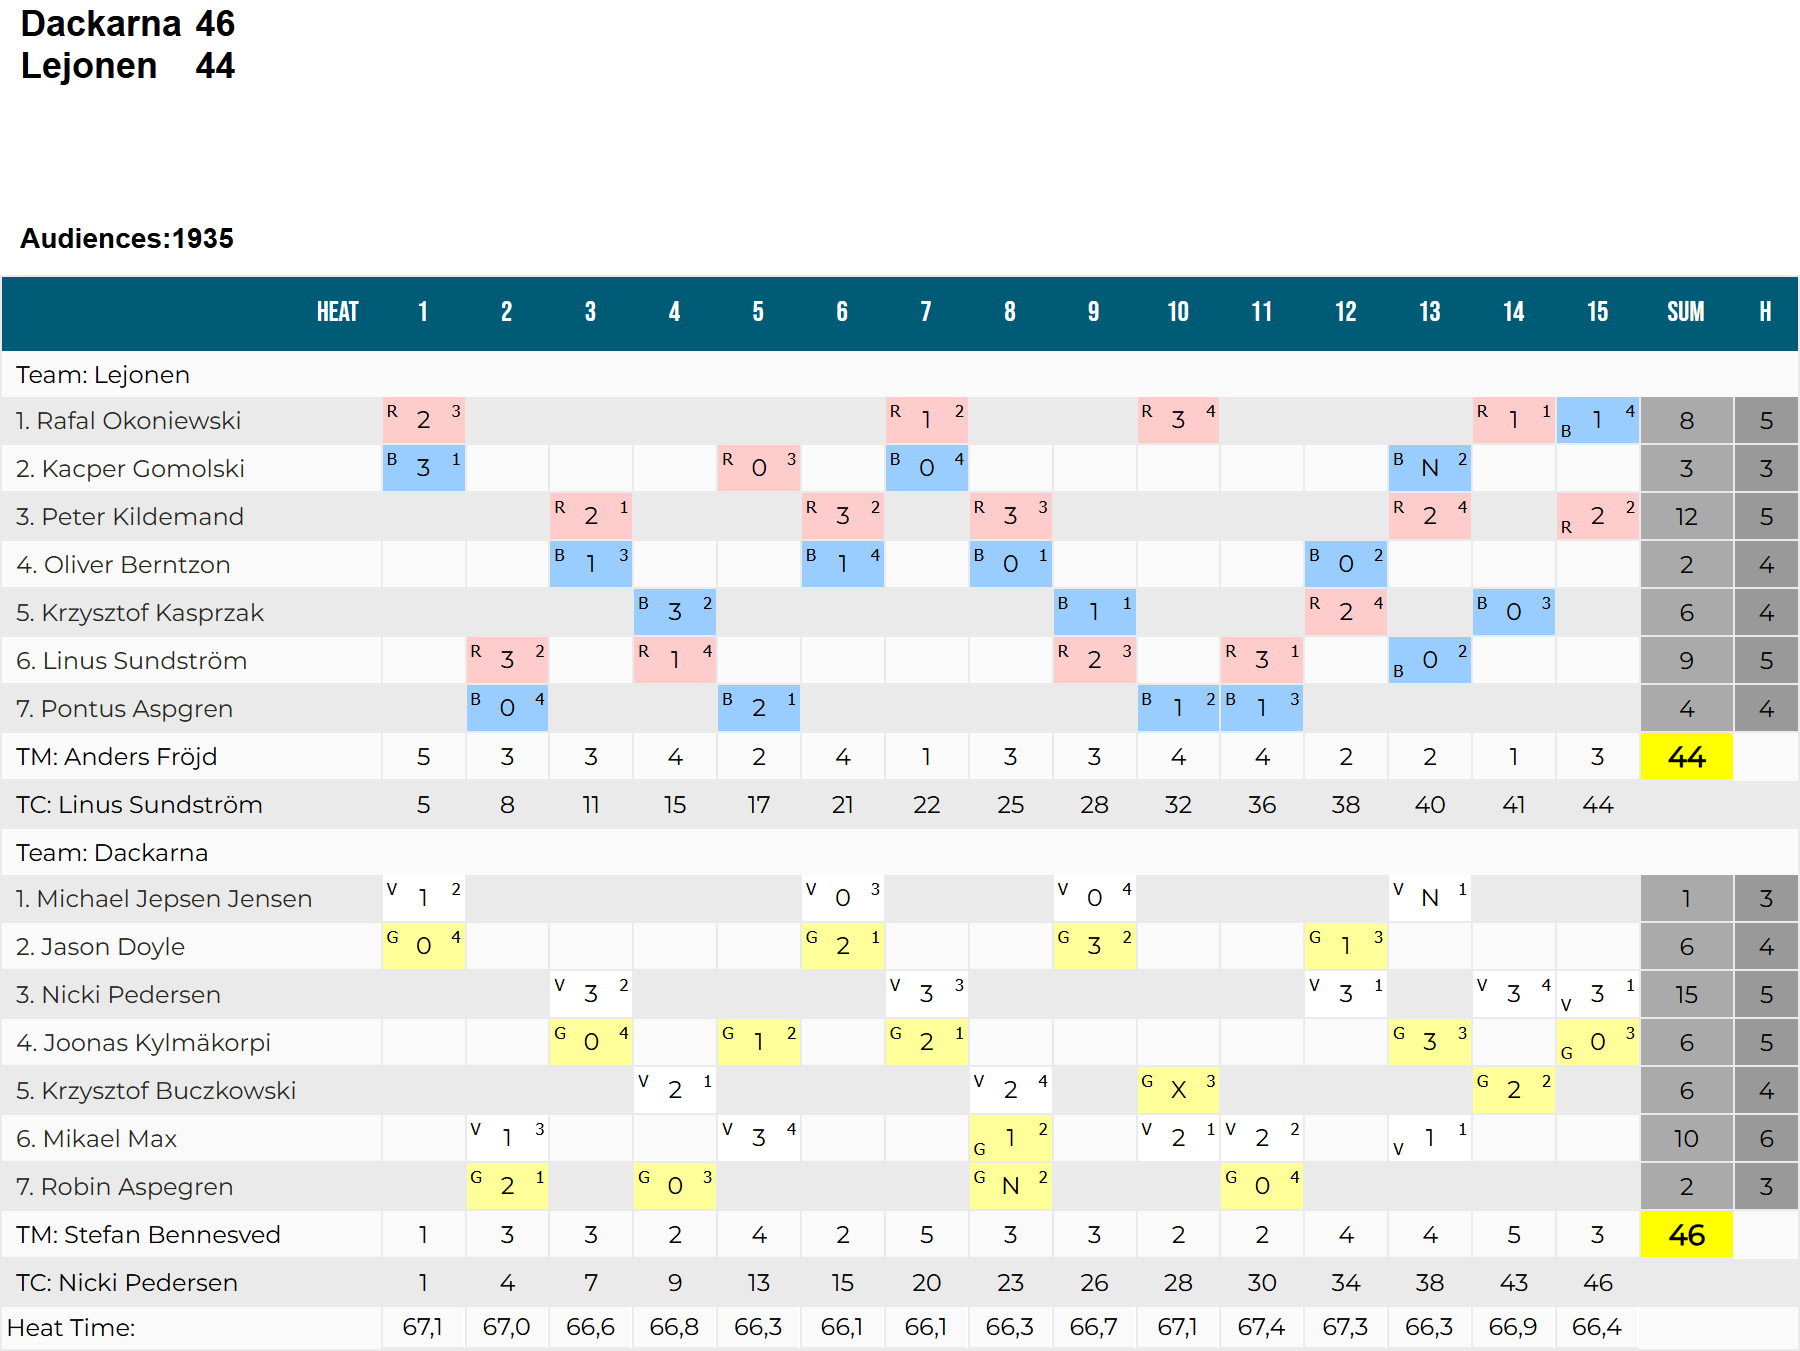 Dackarna 46
Lejonen 44
Audiences:1935
HEAT 1 2 3 4 5 6 7 8 9 10 11 12 13 14 15 SUM H
Team: Lejonen
1. Rafal Okoniewski R 2 3 R 1 2 R 3 4 R 1 1 B 1 4 8 5
2. Kacper Gomolski B 3 1 R 0 3 B 0 4 B N 2 3 3
3. Peter Kildemand R 2 1 R 3 2 R 3 3 R 2 4 R 2 2 12 5
4. Oliver Berntzon B 1 3 B 1 4 B 0 1 B 0 2 2 4
5. Krzysztof Kasprzak B 3 2 B 1 1 R 2 4 B 0 3 6 4
6. Linus Sundström R 3 2 R 1 4 R 2 3 R 3 1 B 0 2 9 5
7. Pontus Aspgren B 0 4 B 2 1 B 1 2 B 1 3 4 4
TM: Anders Fröjd 5 3 3 4 2 4 1 3 3 4 4 2 2 1 3 44
TC: Linus Sundström 5 8 11 15 17 21 22 25 28 32 36 38 40 41 44
Team: Dackarna
1. Michael Jepsen Jensen V 1 2 V 0 3 V 0 4 V N 1 1 3
2. Jason Doyle G 0 4 G 2 1 G 3 2 G 1 3 6 4
3. Nicki Pedersen V 3 2 V 3 3 V 3 1 V 3 4 V 3 1 15 5
4. Joonas Kylmäkorpi G 0 4 G 1 2 G 2 1 G 3 3 G 0 3 6 5
5. Krzysztof Buczkowski V 2 1 V 2 4 G X 3 G 2 2 6 4
6. Mikael Max V 1 3 V 3 4 G 1 2 V 2 1 V 2 2 V 1 1 10 6
7. Robin Aspegren G 2 1 G 0 3 G N 2 G 0 4 2 3
TM: Stefan Bennesved 1 3 3 2 4 2 5 3 3 2 2 4 4 5 3 46
TC: Nicki Pedersen 1 4 7 9 13 15 20 23 26 28 30 34 38 43 46
Heat Time: 67,1 67,0 66,6 66,8 66,3 66,1 66,1 66,3 66,7 67,1 67,4 67,3 66,3 66,9 66,4